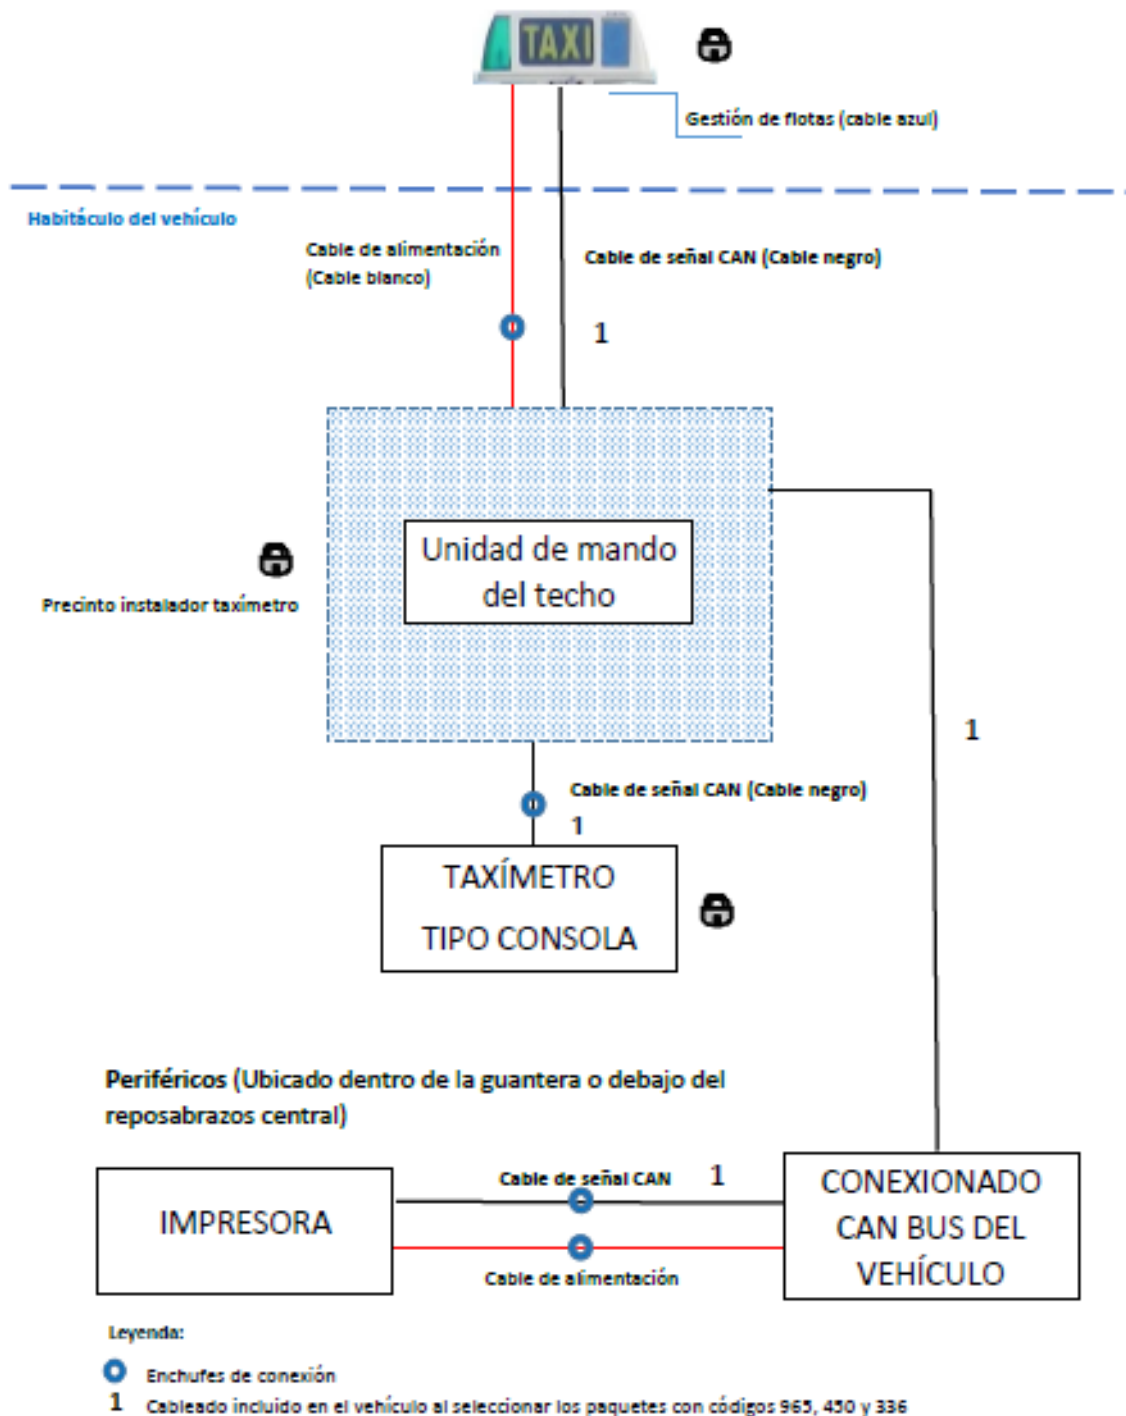 TAXI
Gestión de flotas (cable azul)
Habitáculo del vehículo
Cable de alimentación
(Cable blanco)
Cable de señal CAN (Cable negro)
1
Unidad de mando
del techo
Precinto instalador taxímetro
1
Cable de señal CAN (Cable negro)
1
TAXÍMETRO
TIPO CONSOLA
Periféricos (Ubicado dentro de la guantera o debajo del
reposabrazos central)
IMPRESORA
Cable de señal CAN
1
Cable de alimentación
CONEXIONADO
CAN BUS DEL
VEHÍCULO
Leyenda:
Enchufes de conexión
1 Cableado incluido en el vehículo al seleccionar los paquetes con códigos 965, 450 y 336